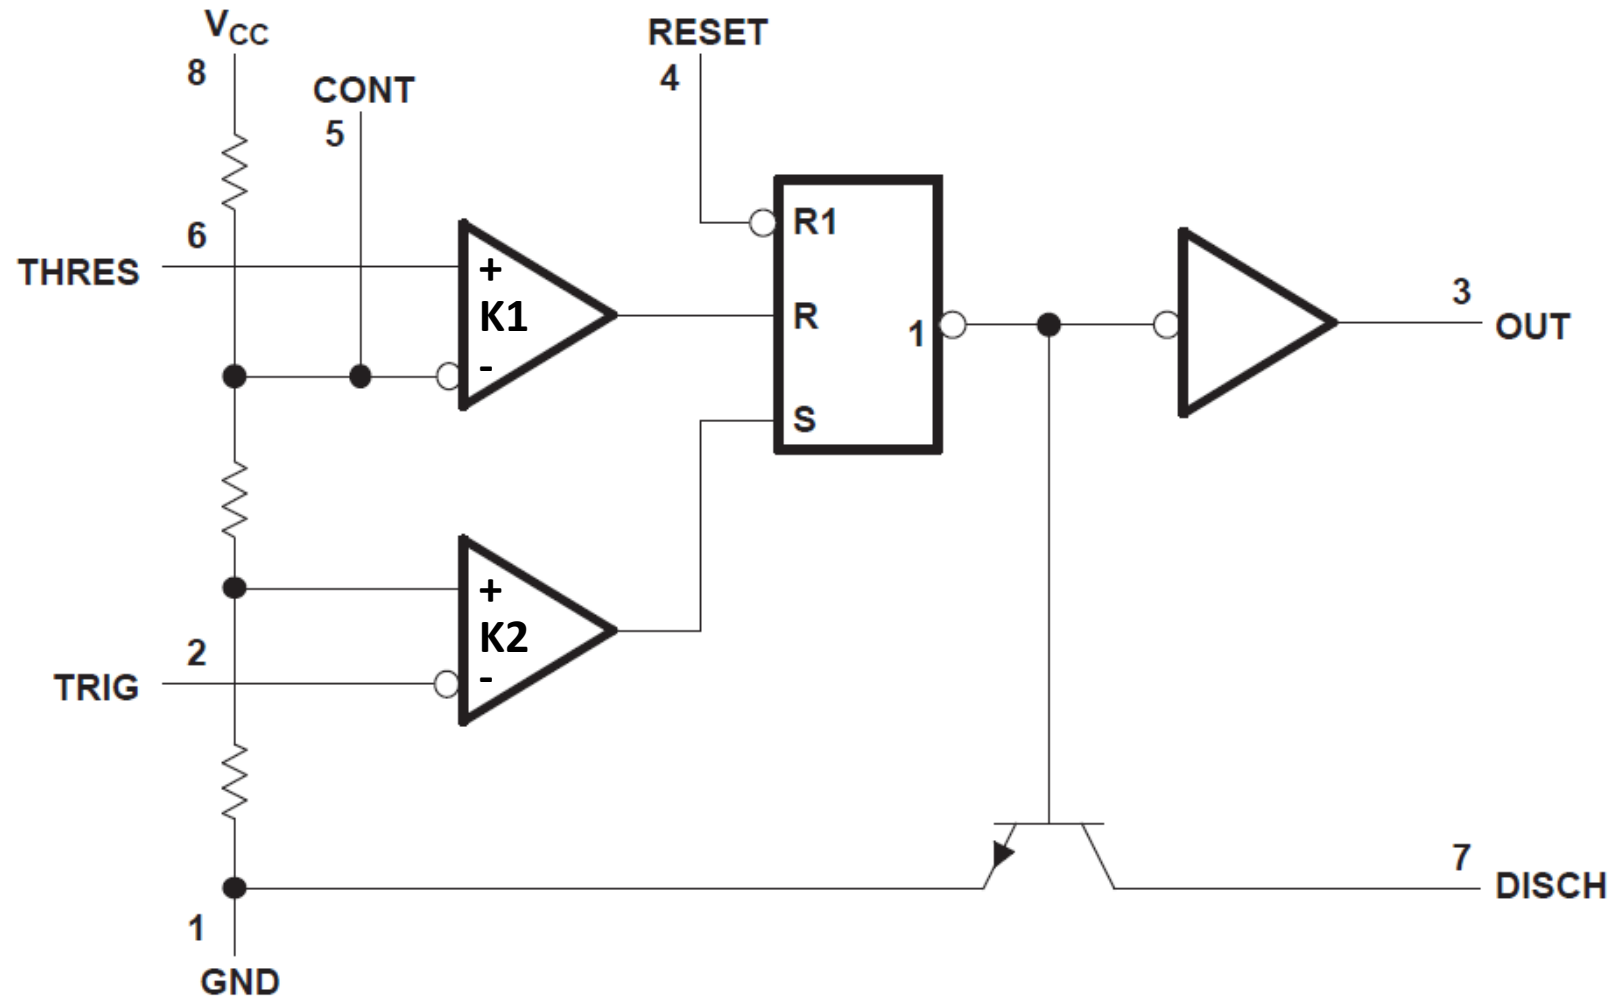 VCC
8
CONT
5
RESET
4
6
THRES
+
K1
-
R1
R
S
1
3
OUT
+
K2
-
2
TRIG
7
DISCH
1
GND